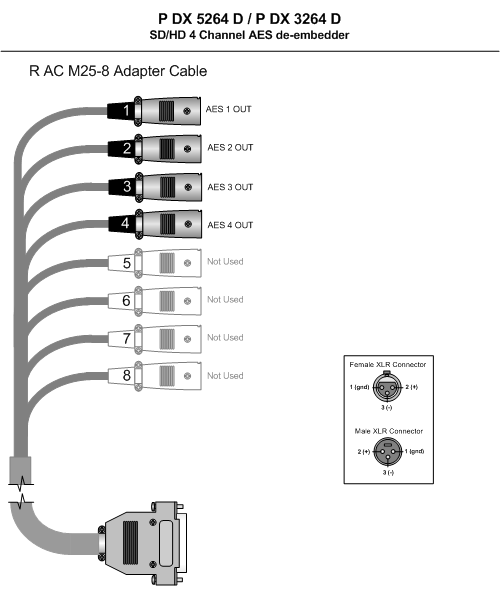 P DX 5264 D / P DX 3264 D
SD/HD 4 Channel AES de-embedder
R AC M25-8 Adapter Cable
1 AES 1 OUT
2 AES 2 OUT
3 AES 3 OUT
4 AES 4 OUT
5 Not Used
6 Not Used
7 Not Used
8 Not Used
Female XLR Connector
1 (gnd) 2 (+)
3 (-)
Male XLR Connector
2 (+) 1 (gnd)
3 (-)